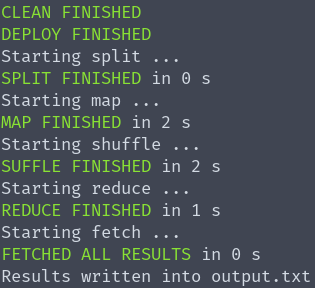 CLEAN FINISHED
DEPLOY FINISHED
Starting split ...
SPLIT FINISHED in 0 s
Starting map ...
MAP FINISHED in 2 s
Starting shuffle ...
SUFFLE FINISHED in 2 s
Starting reduce ...
REDUCE FINISHED in 1 s
Starting fetch ...
FETCHED ALL RESULTS in 0 s
Results written into output.txt